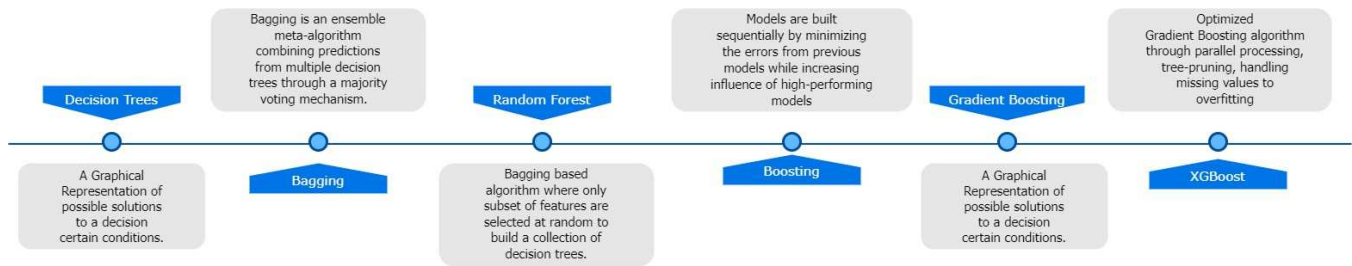 Decision Trees
A Graphical
Representation of
possible solutions
to a decision
certain conditions.
Bagging is an ensemble
meta-algorithm
combining predictions
from multiple decision
trees through a majority
voting mechanism.
Bagging
Random Forest
Bagging based
algorithm where only
subset of features are
selected at random to
build a collection of
decision trees.
Models are built
sequentially by minimizing
the errors from previous
models while increasing
influence of high-performing
models
Boosting
Gradient Boosting
A Graphical
Representation of
possible solutions
to a decision
certain conditions.
Optimized
Gradient Boosting algorithm
through parallel processing,
tree-pruning, handling
missing values to
overfitting
XGBoost